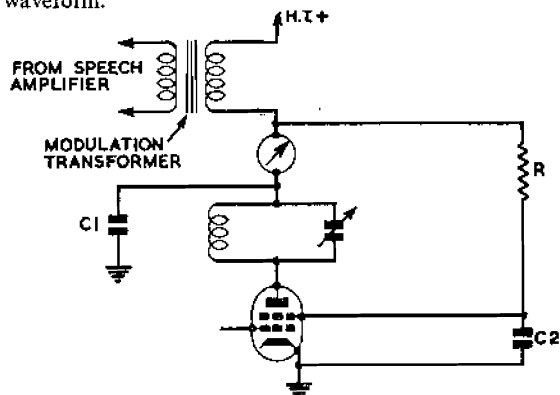 waveform.
H.T+
FROM SPEECH
AMPLIFIER
MODULATION
TRANSFORMER
R
C1
C2